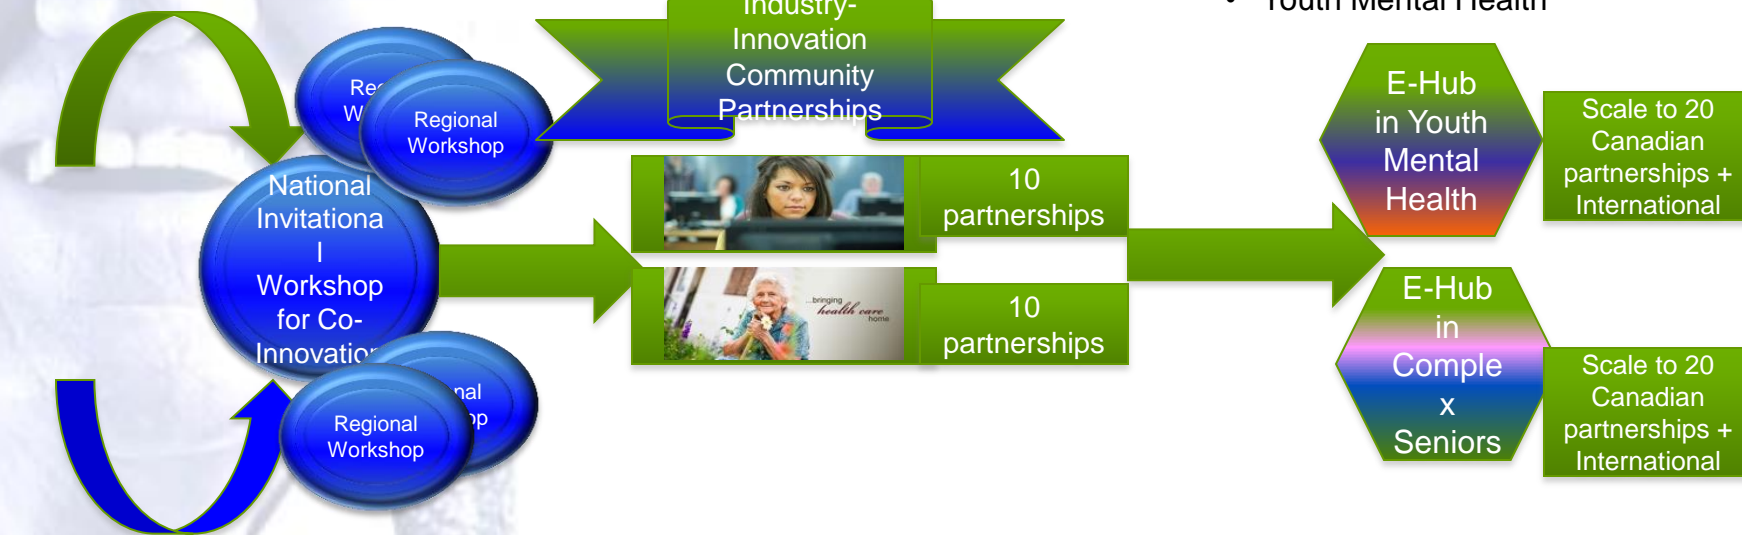 Industry-
Innovation
Community
Partnerships
• Youth Mental Health
Regional
Workshop
National
Invitationa
l
Workshop
for Co-
Innovation
Regional
Workshop
10
partnerships
...bringing
health care
home
10
partnerships
E-Hub
in Youth
Mental
Health
Scale to 20
Canadian
partnerships +
International
E-Hub
in
Comple
x
Seniors
Scale to 20
Canadian
partnerships +
International